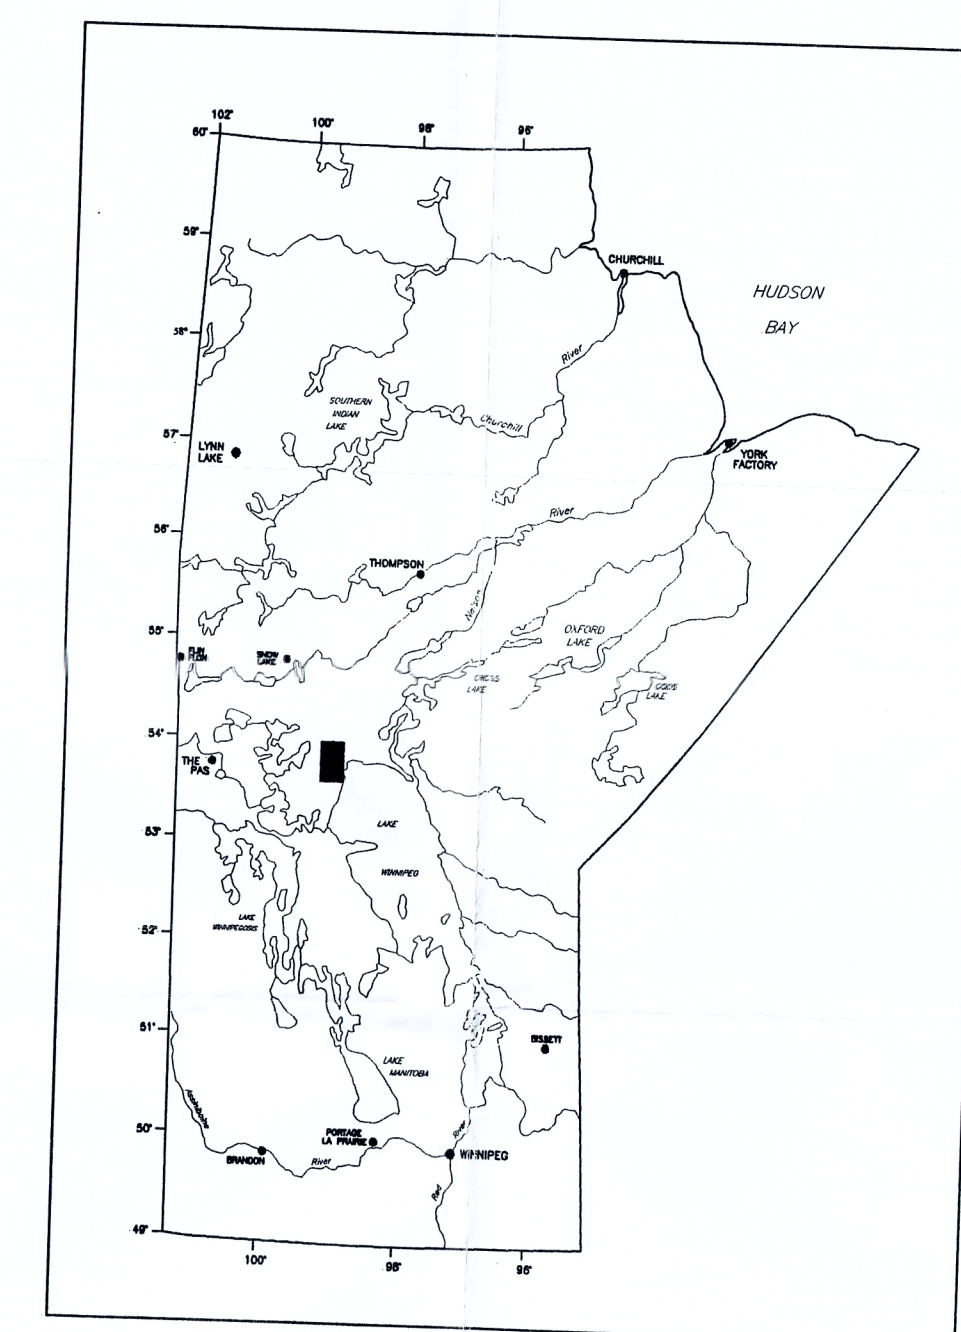 102°
100°
98°
96°
60°
59°
CHURCHILL
HUDSON
BAY
58°
River
SOUTHERN
INDIAN
LAKE
Churchill
57°
LYNN
LAKE
YORK
FACTORY
56°
River
THOMPSON
Nelson
55°
OXFORD
LAKE
FLIN
FLON
SNOW
LAKE
CROSS
LAKE
GODS
LAKE
54°
THE
PAS
53°
LAKE
WINNIPEG
LAKE
WINNIPEGOSIS
52°
51°
BISSETT
LAKE
MANITOBA
Assiniboine
50°
PORTAGE
LA PRAIRIE
River
WINNIPEG
BRANDON
River
Red
49°
100°
98°
96°